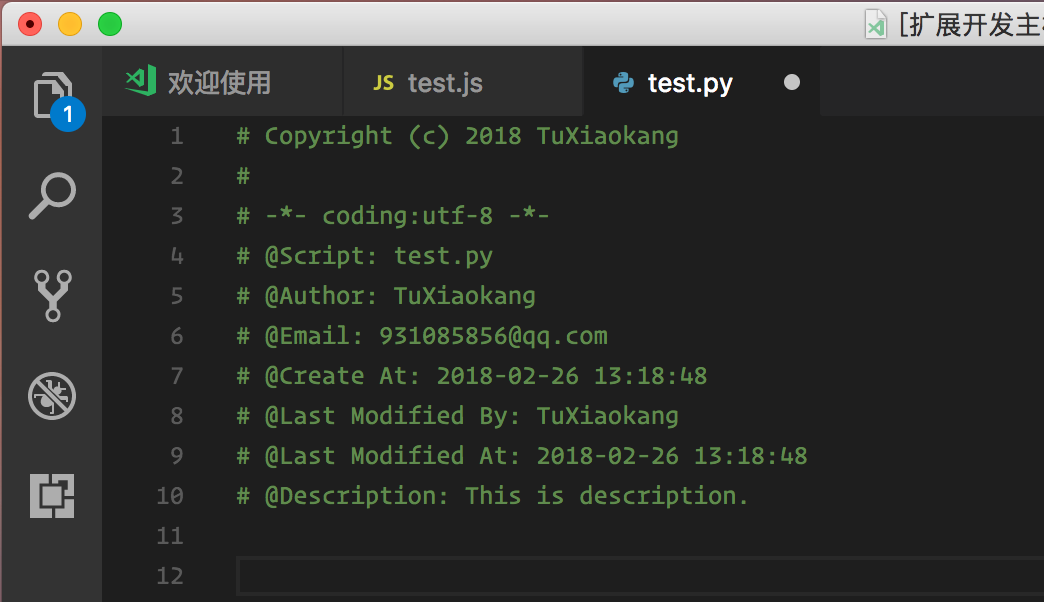 [扩展开发主
1
欢迎使用
JS test.js
test.py
1 # Copyright (c) 2018 TuXiaokang
2 #
3 # -*- coding:utf-8 -*-
4 # @Script: test.py
5 # @Author: TuXiaokang
6 # @Email: 931085856@qq.com
7 # @Create At: 2018-02-26 13:18:48
8 # @Last Modified By: TuXiaokang
9 # @Last Modified At: 2018-02-26 13:18:48
10 # @Description: This is description.
11
12